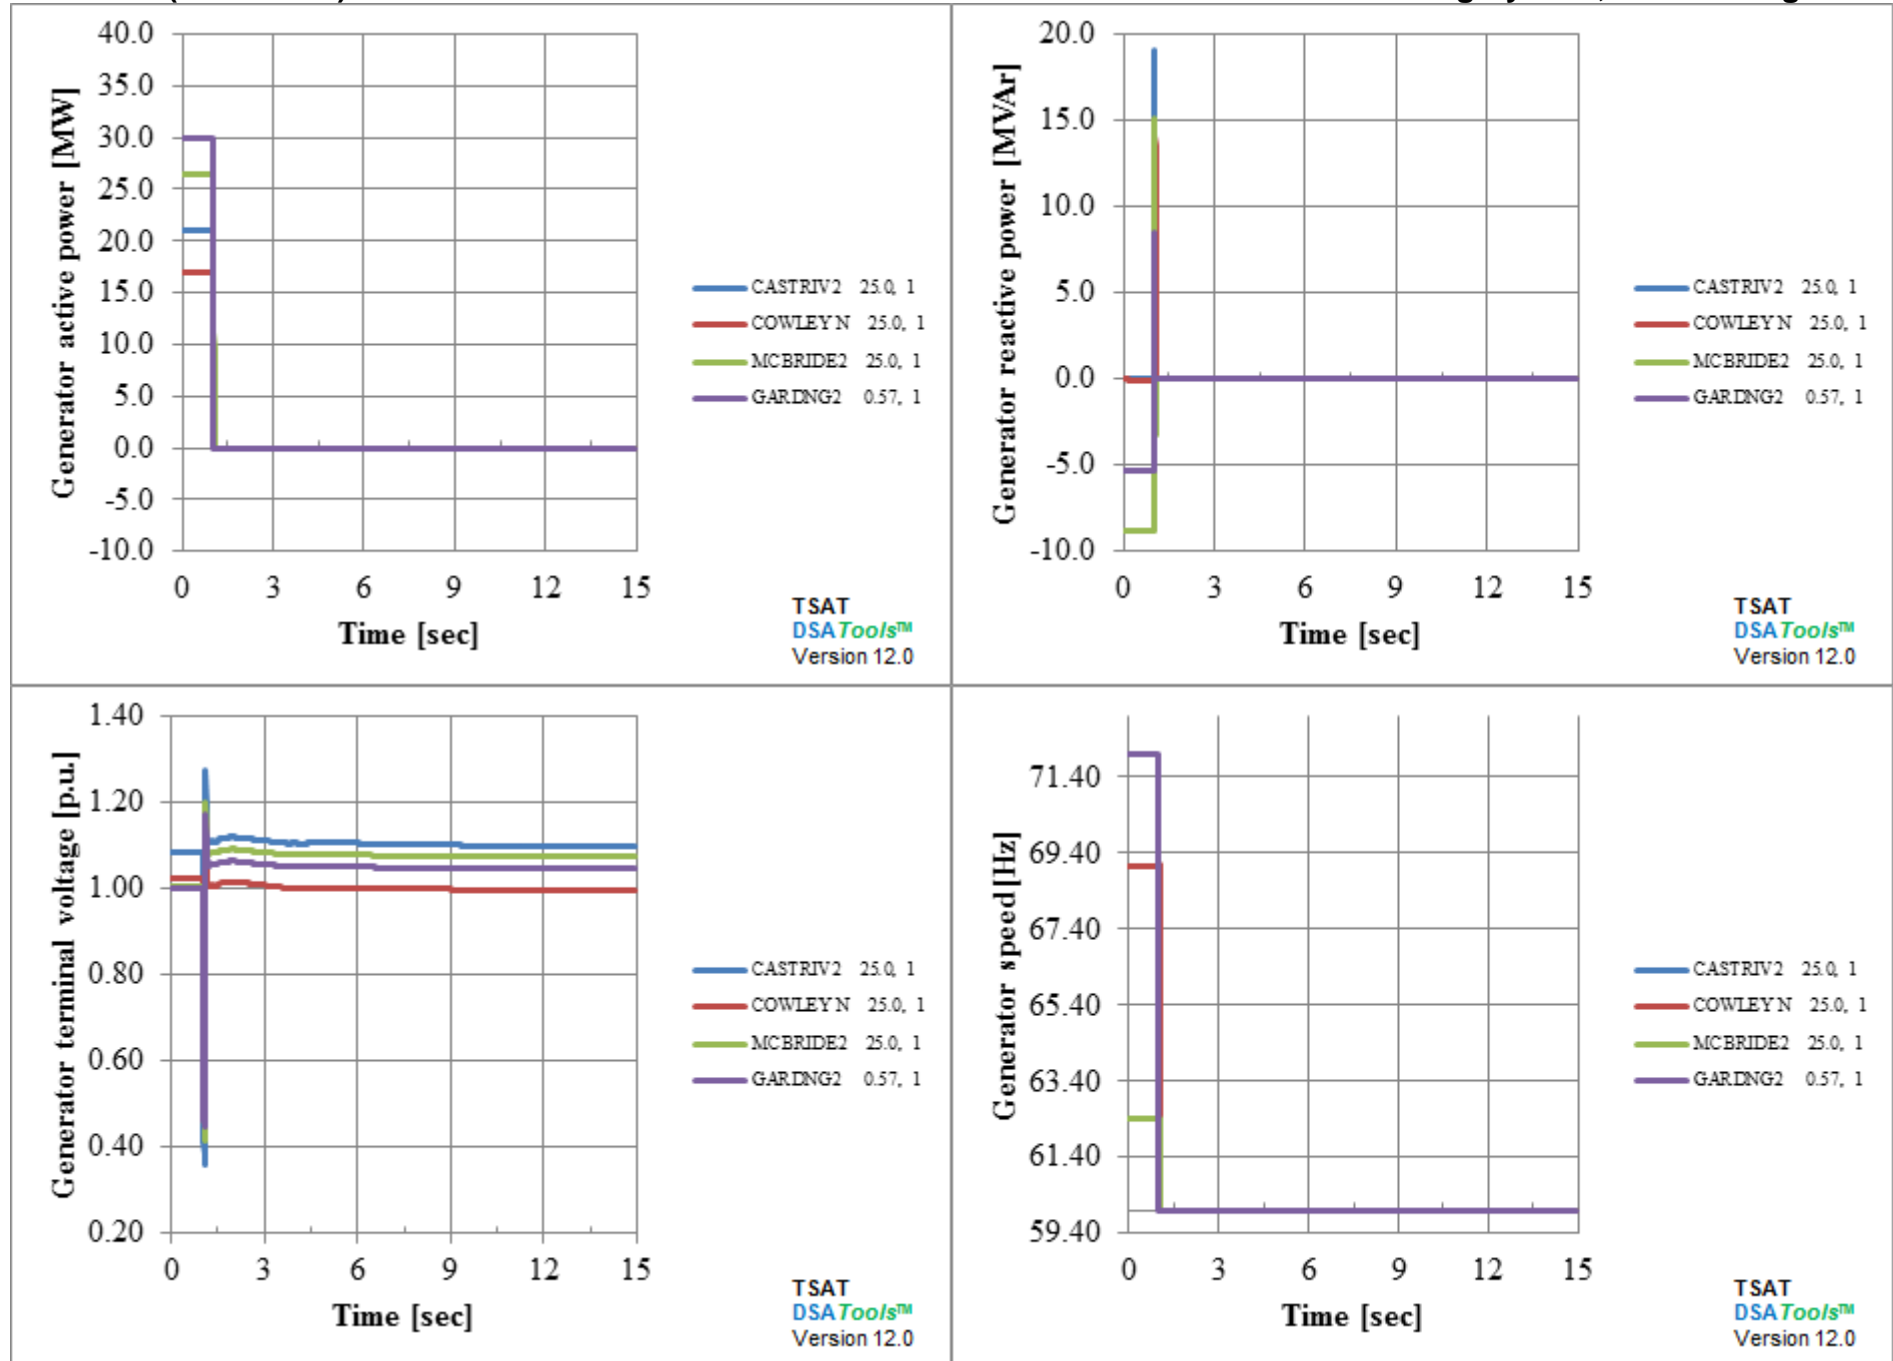 40.0
35.0
30.0
25.0
20.0
15.0
10.0
5.0
0.0
-5.0
-10.0
Generator active power [MW]
0 3 6 9 12 15
Time [sec]
CASTRIV2 25.0, 1
COWLEY N 25.0, 1
MCBRIDE2 25.0, 1
GARDNG2 0.57, 1
TSAT
DSATools™
Version 12.0
20.0
15.0
10.0
5.0
0.0
-5.0
-10.0
Generator reactive power [MVAr]
0 3 6 9 12 15
Time [sec]
CASTRIV2 25.0, 1
COWLEY N 25.0, 1
MCBRIDE2 25.0, 1
GARDNG2 0.57, 1
TSAT
DSATools™
Version 12.0
1.40
1.20
1.00
0.80
0.60
0.40
0.20
Generator terminal voltage [p.u.]
0 3 6 9 12 15
Time [sec]
CASTRIV2 25.0, 1
COWLEY N 25.0, 1
MCBRIDE2 25.0, 1
GARDNG2 0.57, 1
TSAT
DSATools™
Version 12.0
71.40
69.40
67.40
65.40
63.40
61.40
59.40
Generator speed [Hz]
0 3 6 9 12 15
Time [sec]
CASTRIV2 25.0, 1
COWLEY N 25.0, 1
MCBRIDE2 25.0, 1
GARDNG2 0.57, 1
TSAT
DSATools™
Version 12.0